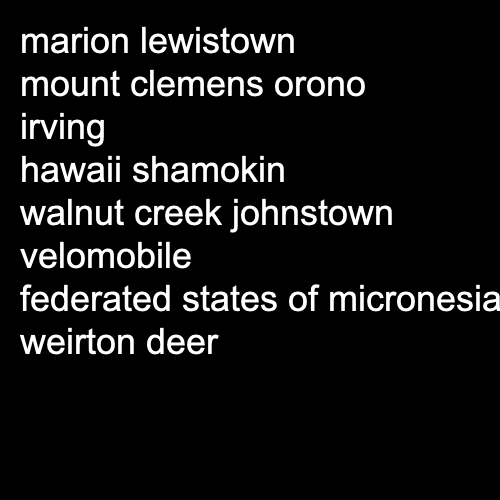 marion lewistown
mount clemens orono
irving
hawaii shamokin
walnut creek johnstown
velomobile
federated states of micronesia
weirton deer